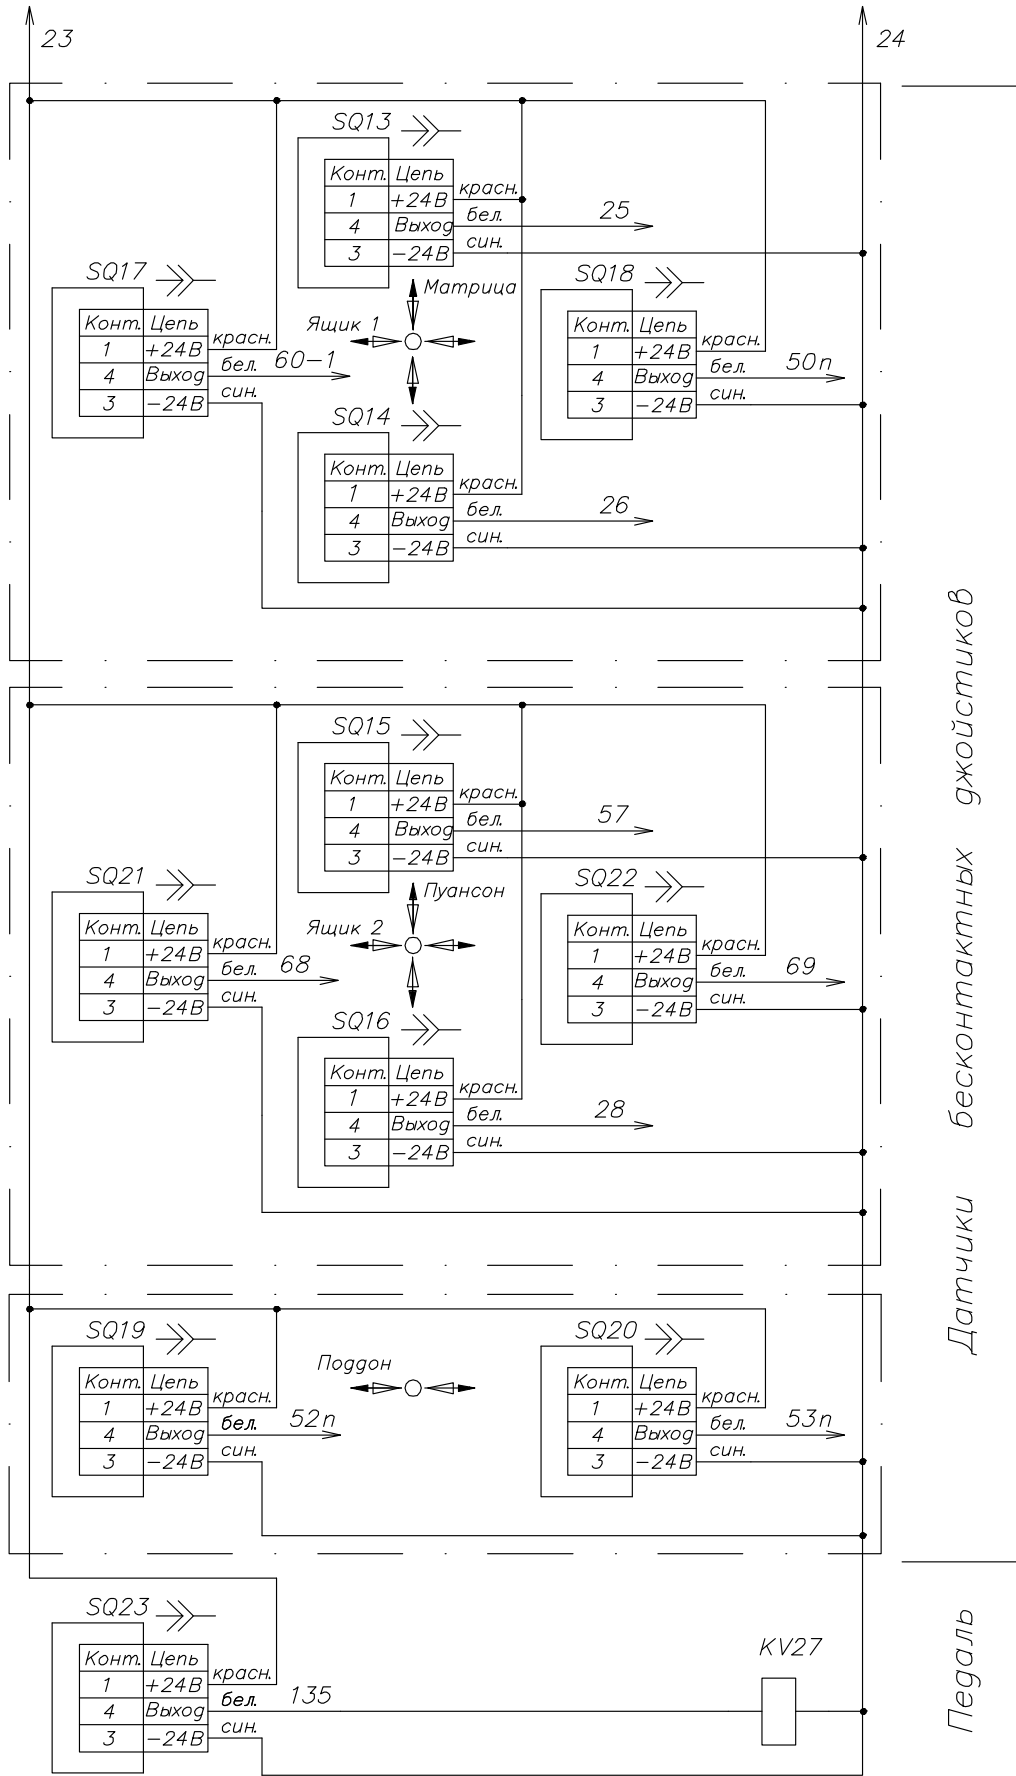 23
24
SQ13
Конт. Цепь
1 +24В красн.
4 Выход бел. 25
3 -24В син.
SQ17
Конт. Цепь
1 +24В красн.
4 Выход бел. 60-1
3 -24В син.
Матрица
Ящик 1
SQ18
Конт. Цепь
1 +24В красн.
4 Выход бел. 50п
3 -24В син.
SQ14
Конт. Цепь
1 +24В красн.
4 Выход бел. 26
3 -24В син.
SQ15
Конт. Цепь
1 +24В красн.
4 Выход бел. 57
3 -24В син.
SQ21
Конт. Цепь
1 +24В красн.
4 Выход бел. 68
3 -24В син.
Пуансон
Ящик 2
SQ22
Конт. Цепь
1 +24В красн.
4 Выход бел. 69
3 -24В син.
SQ16
Конт. Цепь
1 +24В красн.
4 Выход бел. 28
3 -24В син.
SQ19
Конт. Цепь
1 +24В красн.
4 Выход бел. 52п
3 -24В син.
Поддон
SQ20
Конт. Цепь
1 +24В красн.
4 Выход бел. 53п
3 -24В син.
Датчики бесконтактных джойстиков
SQ23
Конт. Цепь
1 +24В красн.
4 Выход бел. 135
3 -24В син.
KV27
Педаль